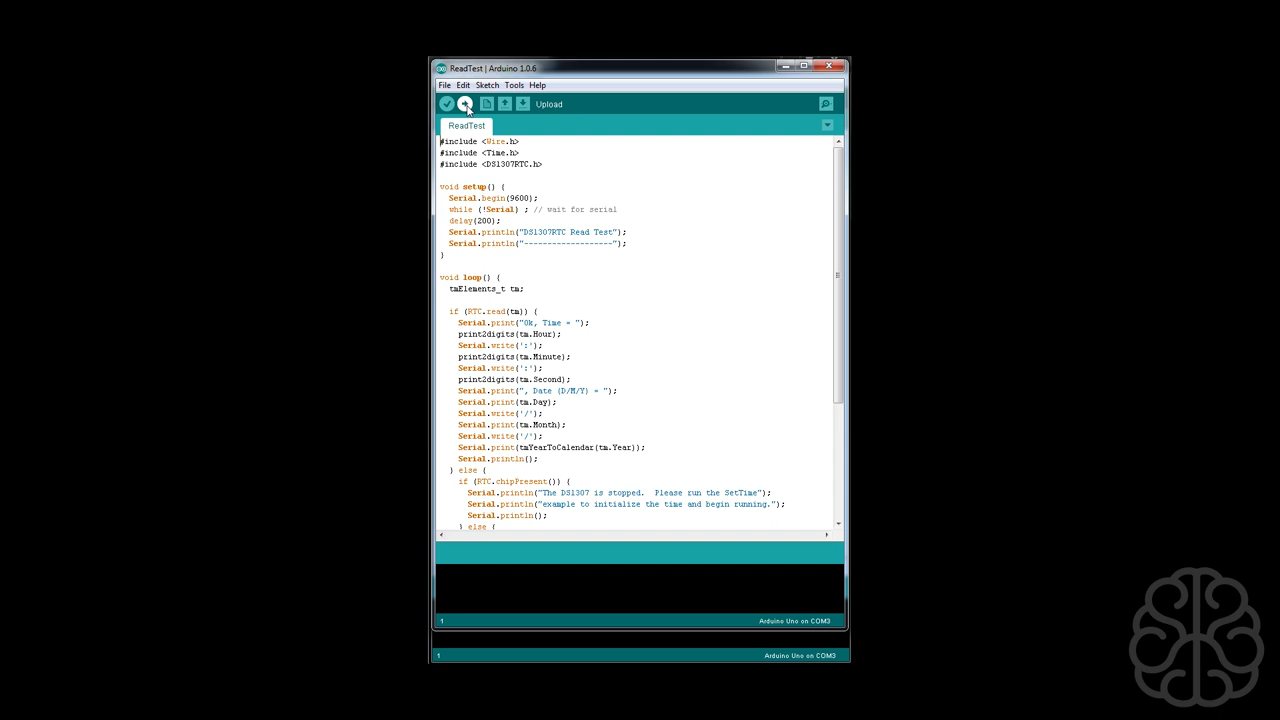 ReadTest | Arduino 1.0.6
File Edit Sketch Tools Help
Upload
ReadTest
#include <Wire.h>
#include <Time.h>
#include <DS1307RTC.h>
void setup() {
Serial.begin(9600);
while (!Serial) ; // wait for serial
delay(200);
Serial.println("DS1307RTC Read Test");
Serial.println("-------------------");
}
void loop() {
tmElements_t tm;
if (RTC.read(tm)) {
Serial.print("Ok, Time = ");
print2digits(tm.Hour);
Serial.write(':');
print2digits(tm.Minute);
Serial.write(':');
print2digits(tm.Second);
Serial.print(", Date (D/M/Y) = ");
Serial.print(tm.Day);
Serial.write('/');
Serial.print(tm.Month);
Serial.write('/');
Serial.print(tmYearToCalendar(tm.Year));
Serial.println();
} else {
if (RTC.chipPresent()) {
Serial.println("The DS1307 is stopped.  Please run the SetTime");
Serial.println("example to initialize the time and begin running.");
Serial.println();
} else {
1 Arduino Uno on COM3
1 Arduino Uno on COM3